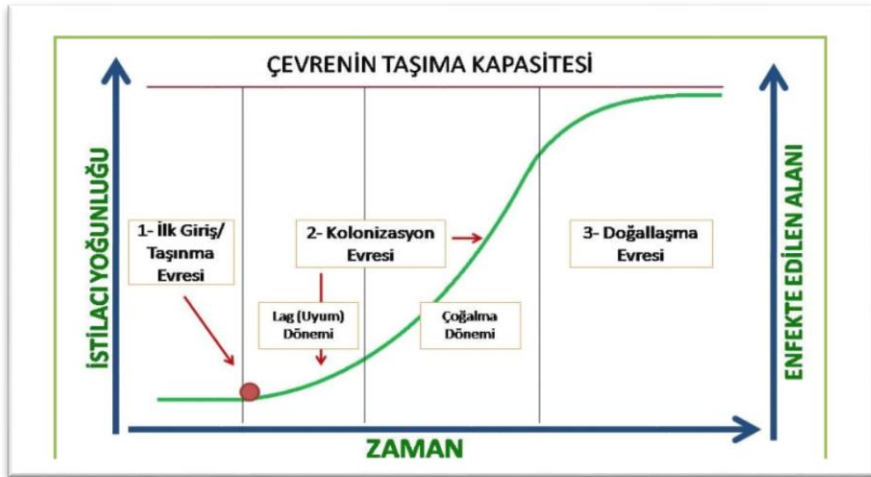 ÇEVRENİN TAŞIMA KAPASİTESİ
İSTİLACI YOĞUNLUĞU
1- İlk Giriş/
Taşınma
Evresi
2- Kolonizasyon
Evresi
3- Doğallaşma
Evresi
Lag (Uyum)
Dönemi
Çoğalma
Dönemi
ENFEKTE EDİLEN ALANI
ZAMAN